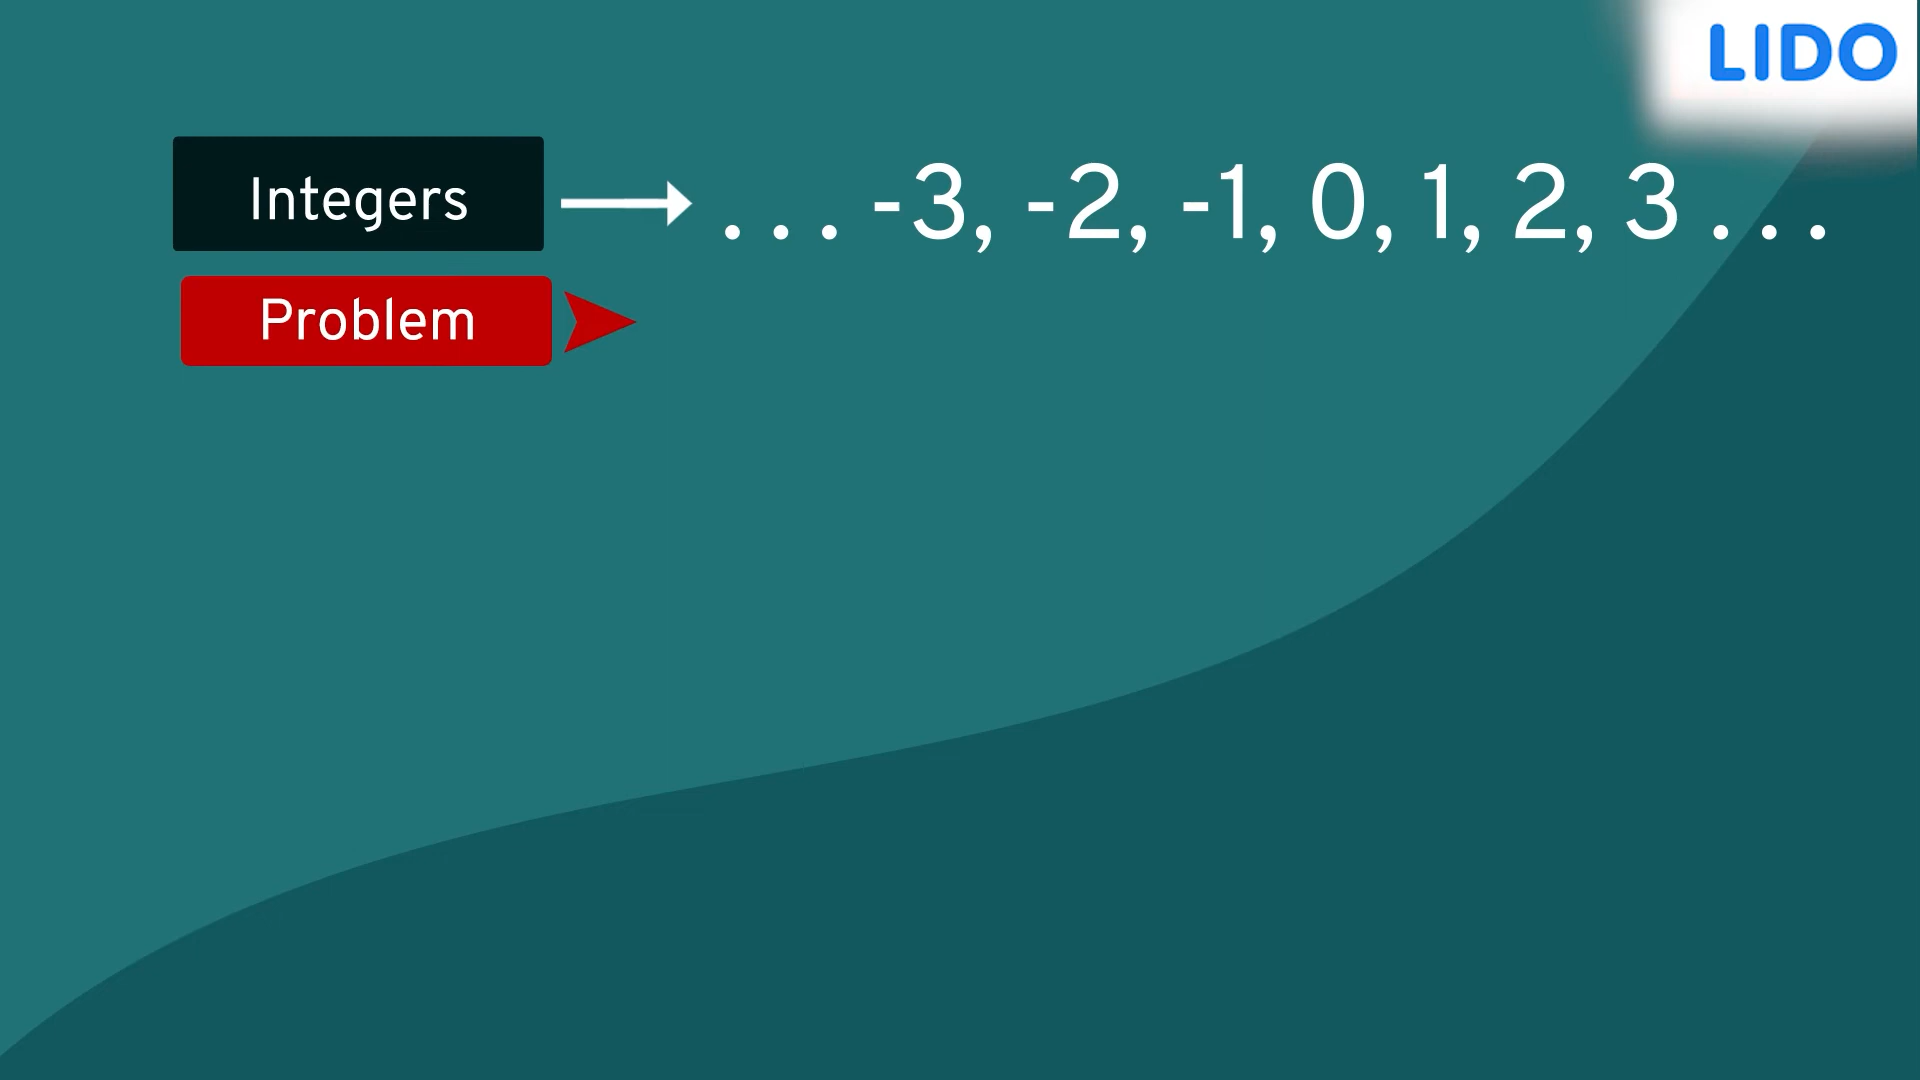 LIDO
Integers
. . . -3, -2, -1, 0, 1, 2, 3 . . .
Problem